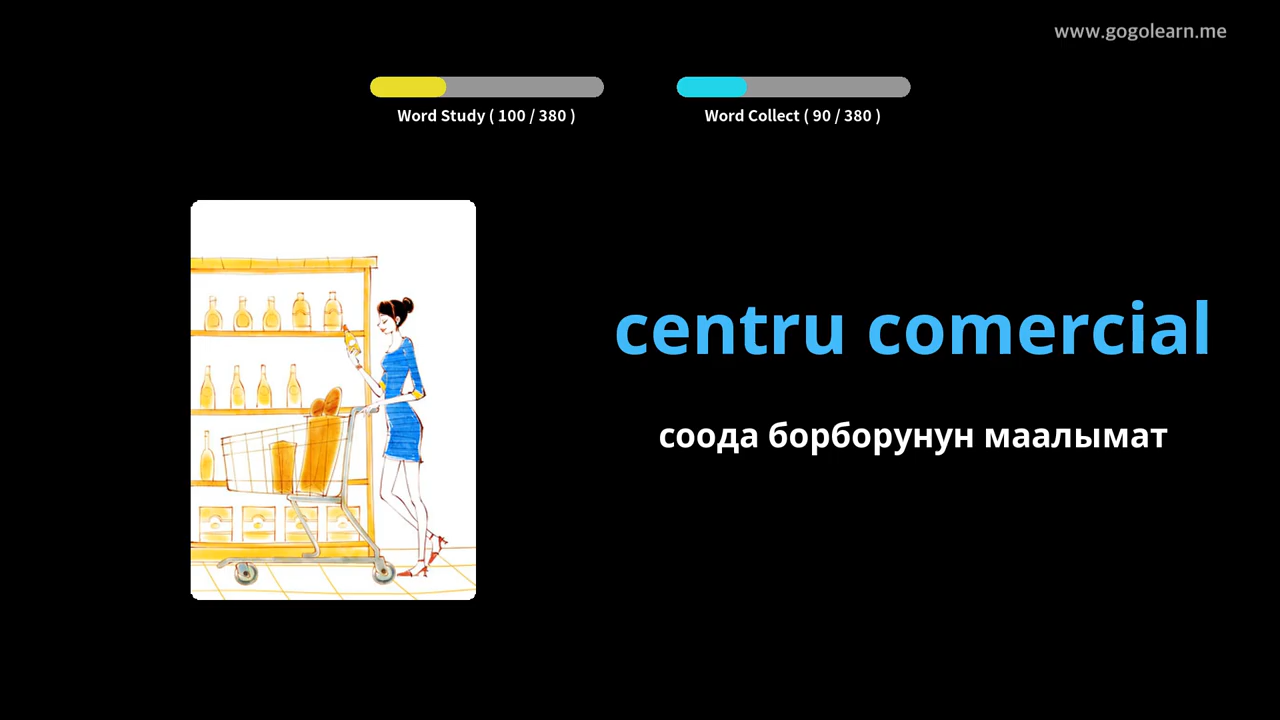 www.gogolearn.me
Word Study ( 100 / 380 )
Word Collect ( 90 / 380 )
centru comercial
соода борборунун маалымат